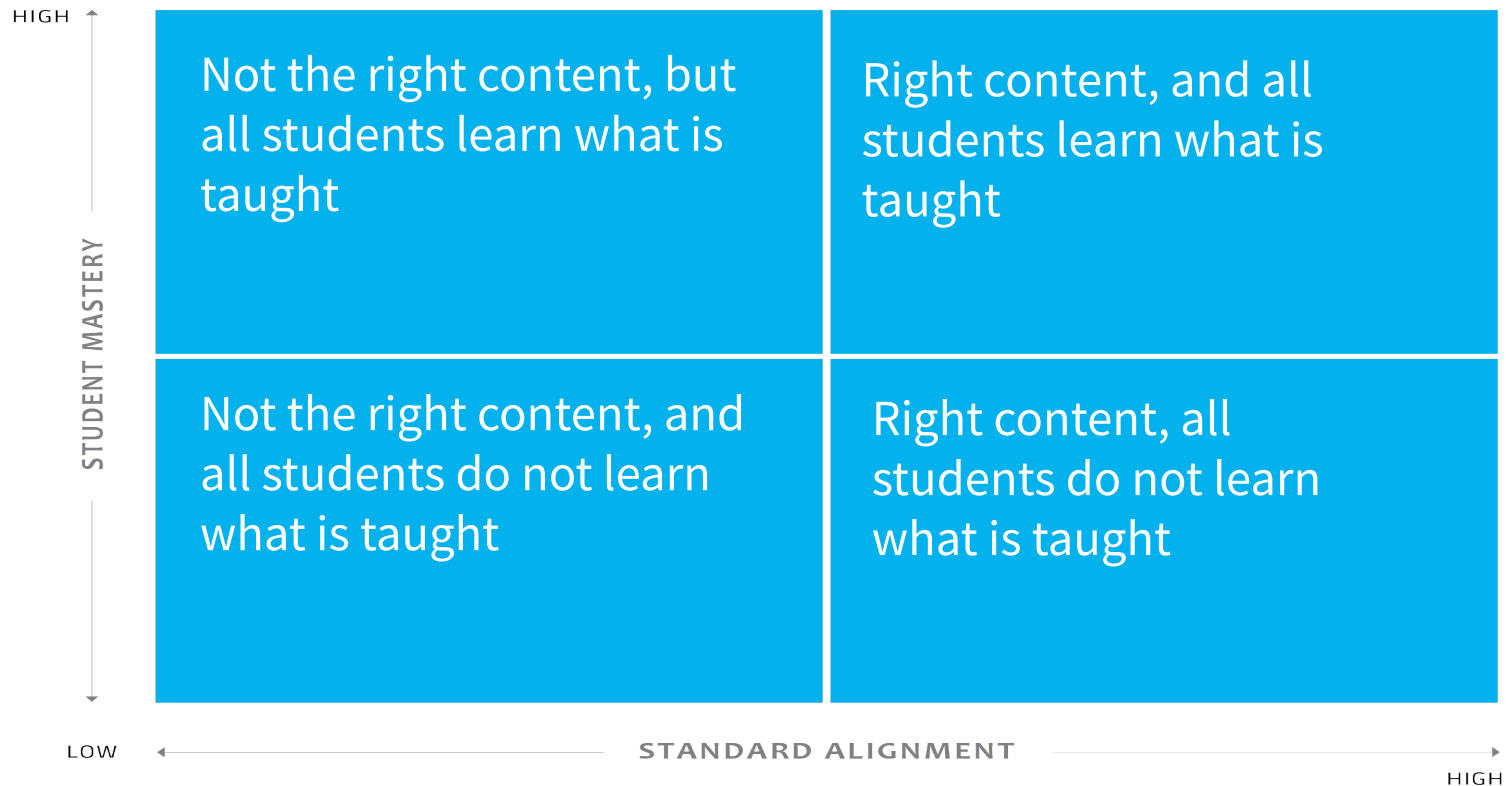 HIGH
Not the right content, but
all students learn what is
taught
Right content, and all
students learn what is
taught
STUDENT MASTERY
Not the right content, and
all students do not learn
what is taught
Right content, all
students do not learn
what is taught
LOW
STANDARD ALIGNMENT
HIGH